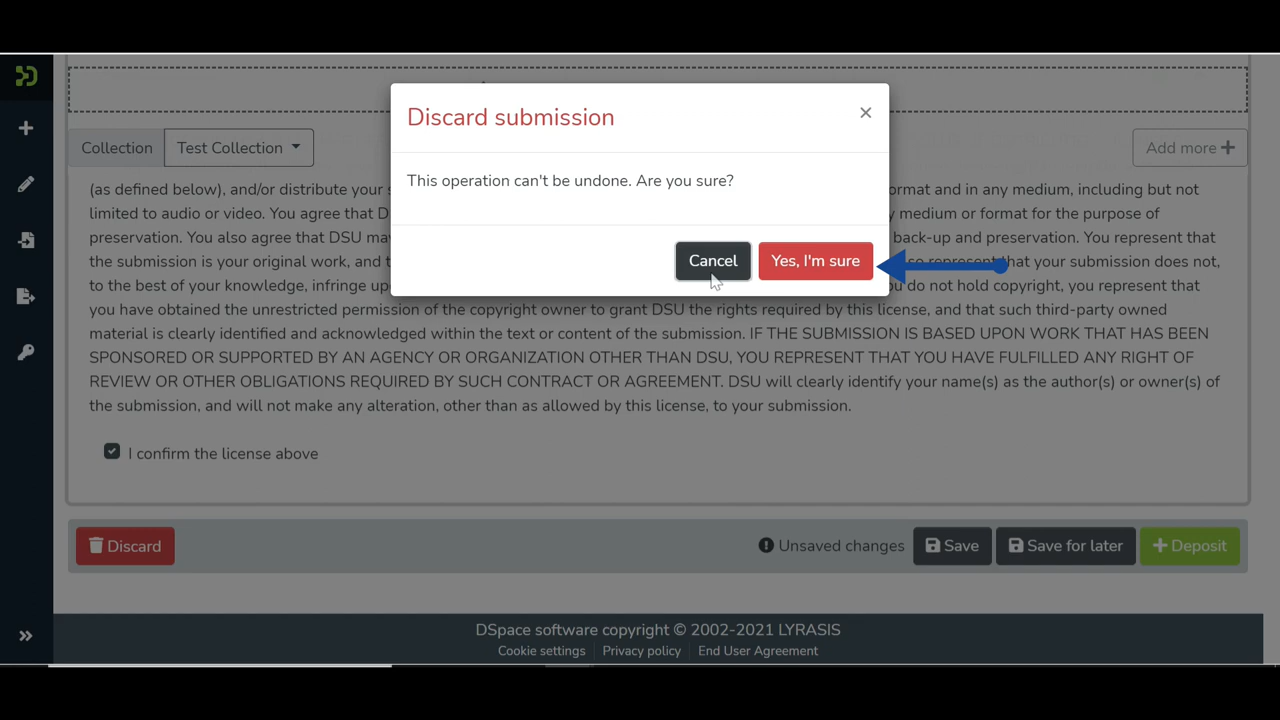 Discard submission
×
This operation can't be undone. Are you sure?
Cancel
Yes, I'm sure
Collection
Test Collection
Add more
(as defined below), and/or distribute your s
ormat and in any medium, including but not
limited to audio or video. You agree that D
y medium or format for the purpose of
preservation. You also agree that DSU may
back-up and preservation. You represent that
the submission is your original work, and t
so represent that your submission does not,
to the best of your knowledge, infringe upo
u do not hold copyright, you represent that
you have obtained the unrestricted permission of the copyright owner to grant DSU the rights required by this license, and that such third-party owned
material is clearly identified and acknowledged within the text or content of the submission. IF THE SUBMISSION IS BASED UPON WORK THAT HAS BEEN
SPONSORED OR SUPPORTED BY AN AGENCY OR ORGANIZATION OTHER THAN DSU, YOU REPRESENT THAT YOU HAVE FULFILLED ANY RIGHT OF
REVIEW OR OTHER OBLIGATIONS REQUIRED BY SUCH CONTRACT OR AGREEMENT. DSU will clearly identify your name(s) as the author(s) or owner(s) of
the submission, and will not make any alteration, other than as allowed by this license, to your submission.
I confirm the license above
Discard
Unsaved changes
Save
Save for later
Deposit
DSpace software copyright © 2002-2021 LYRASIS
Cookie settings
Privacy policy
End User Agreement